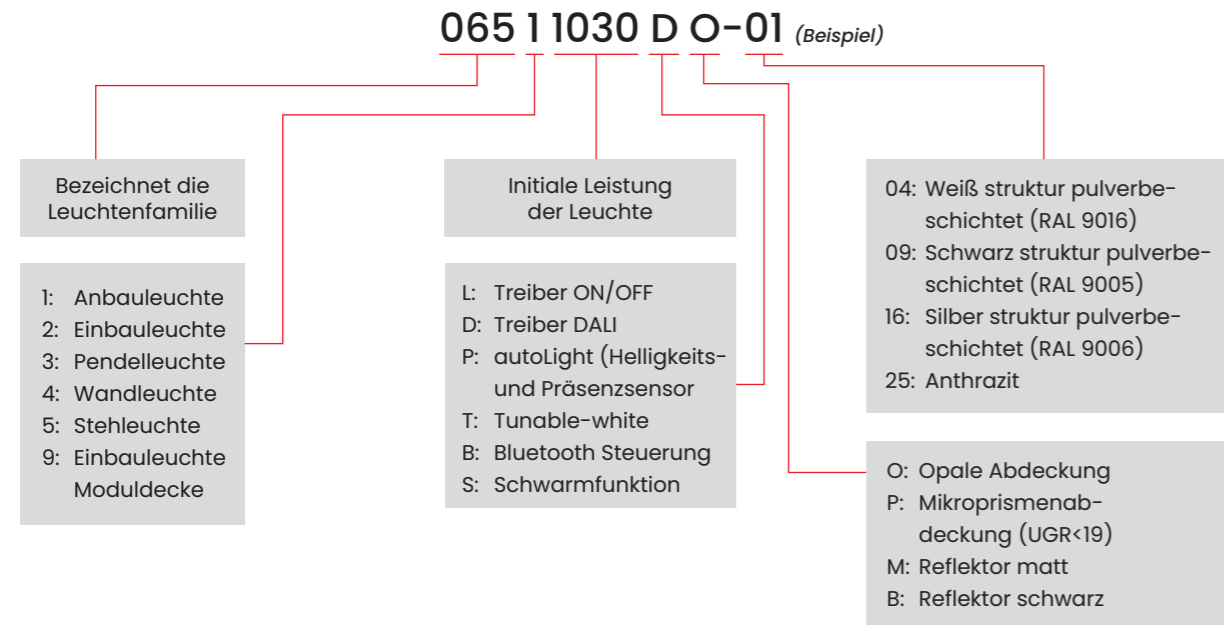 065 1 1030 D O-01 (Beispiel)
Bezeichnet die
Leuchtenfamilie
1: Anbauleuchte
2: Einbauleuchte
3: Pendelleuchte
4: Wandleuchte
5: Stehleuchte
9: Einbauleuchte
Moduldecke
Initiale Leistung
der Leuchte
L: Treiber ON/OFF
D: Treiber DALI
P: autoLight (Helligkeits-
und Präsenzsensor
T: Tunable-white
B: Bluetooth Steuerung
S: Schwarmfunktion
04: Weiß struktur pulverbe-
schichtet (RAL 9016)
09: Schwarz struktur pulverbe-
schichtet (RAL 9005)
16: Silber struktur pulverbe-
schichtet (RAL 9006)
25: Anthrazit
O: Opale Abdeckung
P: Mikroprismenab-
deckung (UGR<19)
M: Reflektor matt
B: Reflektor schwarz